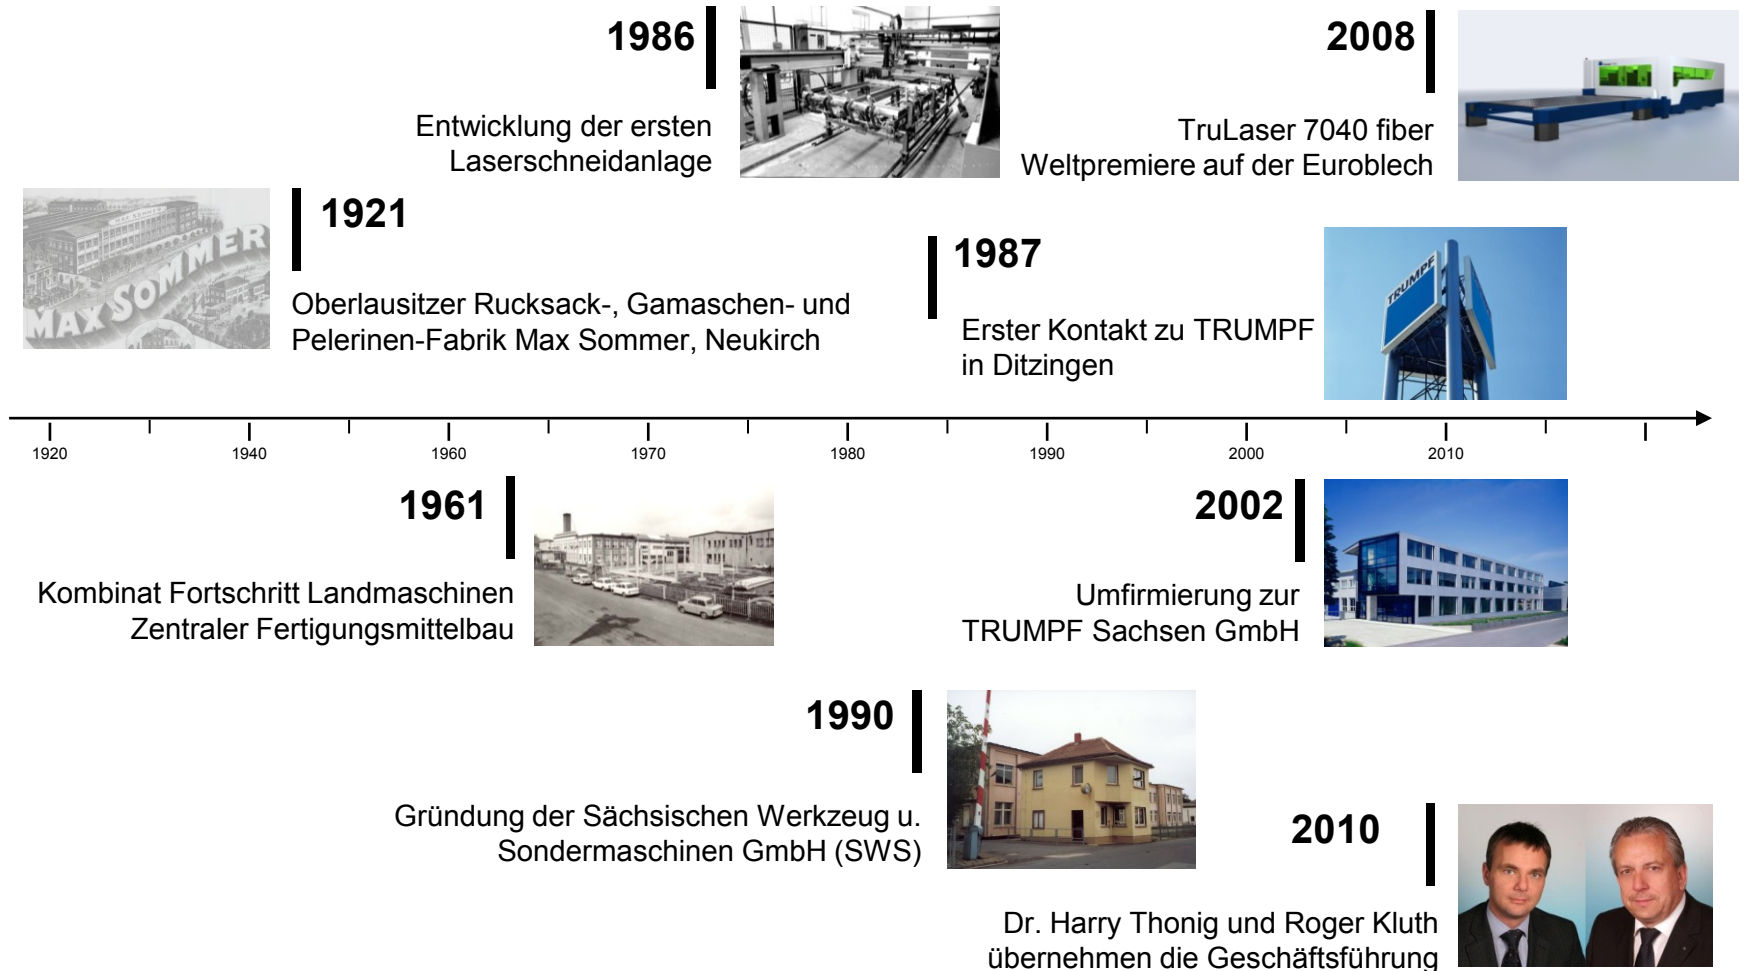 1986
Entwicklung der ersten
Laserschneidanlage
2008
TruLaser 7040 fiber
Weltpremiere auf der Euroblech
MAX SOMMER
1921
Oberlausitzer Rucksack-, Gamaschen- und
Pelerinen-Fabrik Max Sommer, Neukirch
1987
Erster Kontakt zu TRUMPF
in Ditzingen
TRUMPF
1920 1940 1960 1970 1980 1990 2000 2010
1961
Kombinat Fortschritt Landmaschinen
Zentraler Fertigungsmittelbau
2002
Umfirmierung zur
TRUMPF Sachsen GmbH
1990
Gründung der Sächsischen Werkzeug u.
Sondermaschinen GmbH (SWS)
2010
Dr. Harry Thonig und Roger Kluth
übernehmen die Geschäftsführung